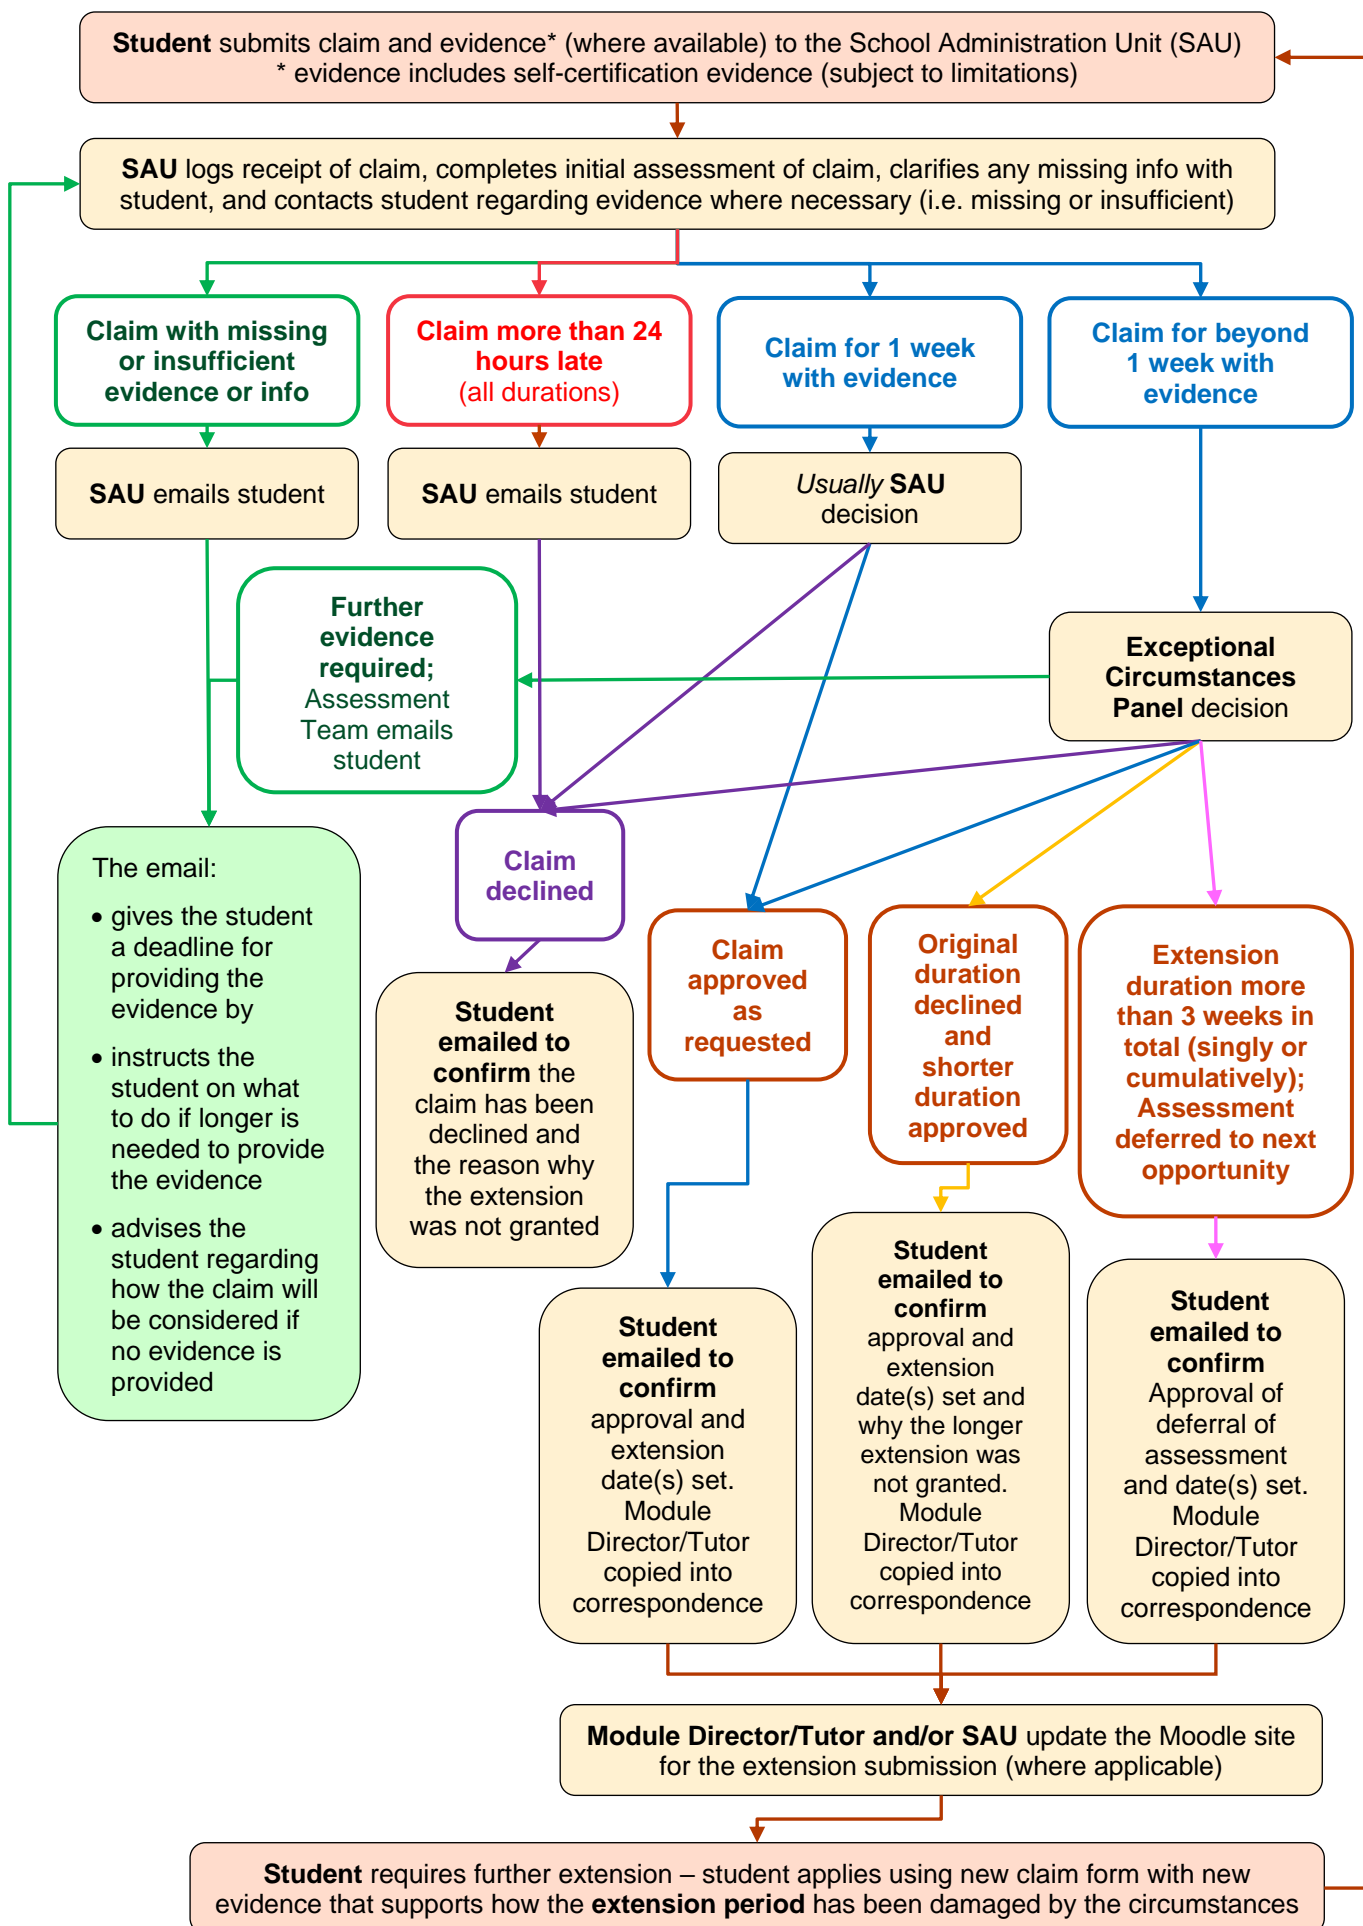 Student submits claim and evidence* (where available) to the School Administration Unit (SAU)
* evidence includes self-certification evidence (subject to limitations)
SAU logs receipt of claim, completes initial assessment of claim, clarifies any missing info with
student, and contacts student regarding evidence where necessary (i.e. missing or insufficient)
Claim with missing
or insufficient
evidence or info
Claim more than 24
hours late
(all durations)
Claim for 1 week
with evidence
Claim for beyond
1 week with
evidence
SAU emails student
SAU emails student
Usually SAU
decision
Further
evidence
required;
Assessment
Team emails
student
Exceptional
Circumstances
Panel decision
The email:
• gives the student
a deadline for
providing the
evidence by
• instructs the
student on what
to do if longer is
needed to provide
the evidence
• advises the
student regarding
how the claim will
be considered if
no evidence is
provided
Claim
declined
Claim
approved
as
requested
Original
duration
declined
and
shorter
duration
approved
Extension
duration more
than 3 weeks in
total (singly or
cumulatively);
Assessment
deferred to next
opportunity
Student
emailed to
confirm the
claim has been
declined and
the reason why
the extension
was not granted
Student
emailed to
confirm
approval and
extension
date(s) set.
Module
Director/Tutor
copied into
correspondence
Student
emailed to
confirm
approval and
extension
date(s) set and
why the longer
extension was
not granted.
Module
Director/Tutor
copied into
correspondence
Student
emailed to
confirm
Approval of
deferral of
assessment
and date(s) set.
Module
Director/Tutor
copied into
correspondence
Module Director/Tutor and/or SAU update the Moodle site
for the extension submission (where applicable)
Student requires further extension – student applies using new claim form with new
evidence that supports how the extension period has been damaged by the circumstances